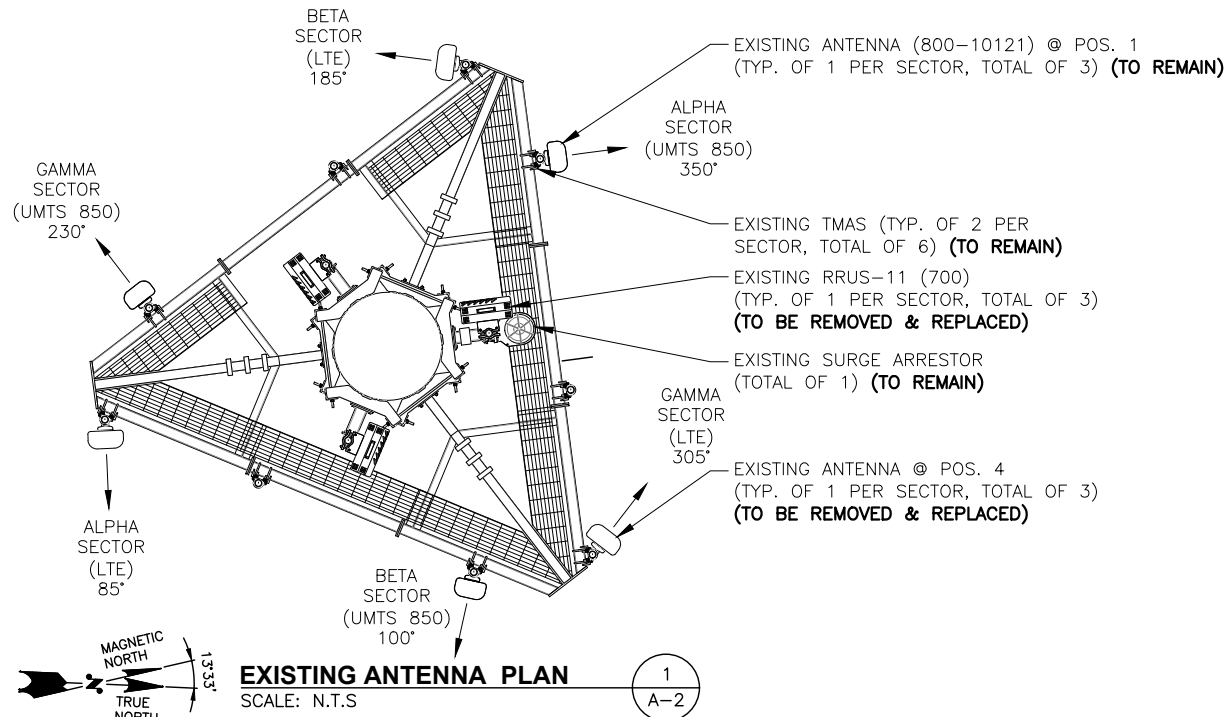 BETA
SECTOR
(LTE)
185°
EXISTING ANTENNA (800-10121) @ POS. 1
(TYP. OF 1 PER SECTOR, TOTAL OF 3) (TO REMAIN)
ALPHA
SECTOR
(UMTS 850)
350°
GAMMA
SECTOR
(UMTS 850)
230°
EXISTING TMAS (TYP. OF 2 PER
SECTOR, TOTAL OF 6) (TO REMAIN)
EXISTING RRUS-11 (700)
(TYP. OF 1 PER SECTOR, TOTAL OF 3)
(TO BE REMOVED & REPLACED)
EXISTING SURGE ARRESTOR
(TOTAL OF 1) (TO REMAIN)
GAMMA
SECTOR
(LTE)
305°
EXISTING ANTENNA @ POS. 4
(TYP. OF 1 PER SECTOR, TOTAL OF 3)
(TO BE REMOVED & REPLACED)
ALPHA
SECTOR
(LTE)
85°
BETA
SECTOR
(UMTS 850)
100°
MAGNETIC
NORTH
13°33'
N
TRUE
NORTH
EXISTING ANTENNA PLAN
SCALE: N.T.S
1
A-2